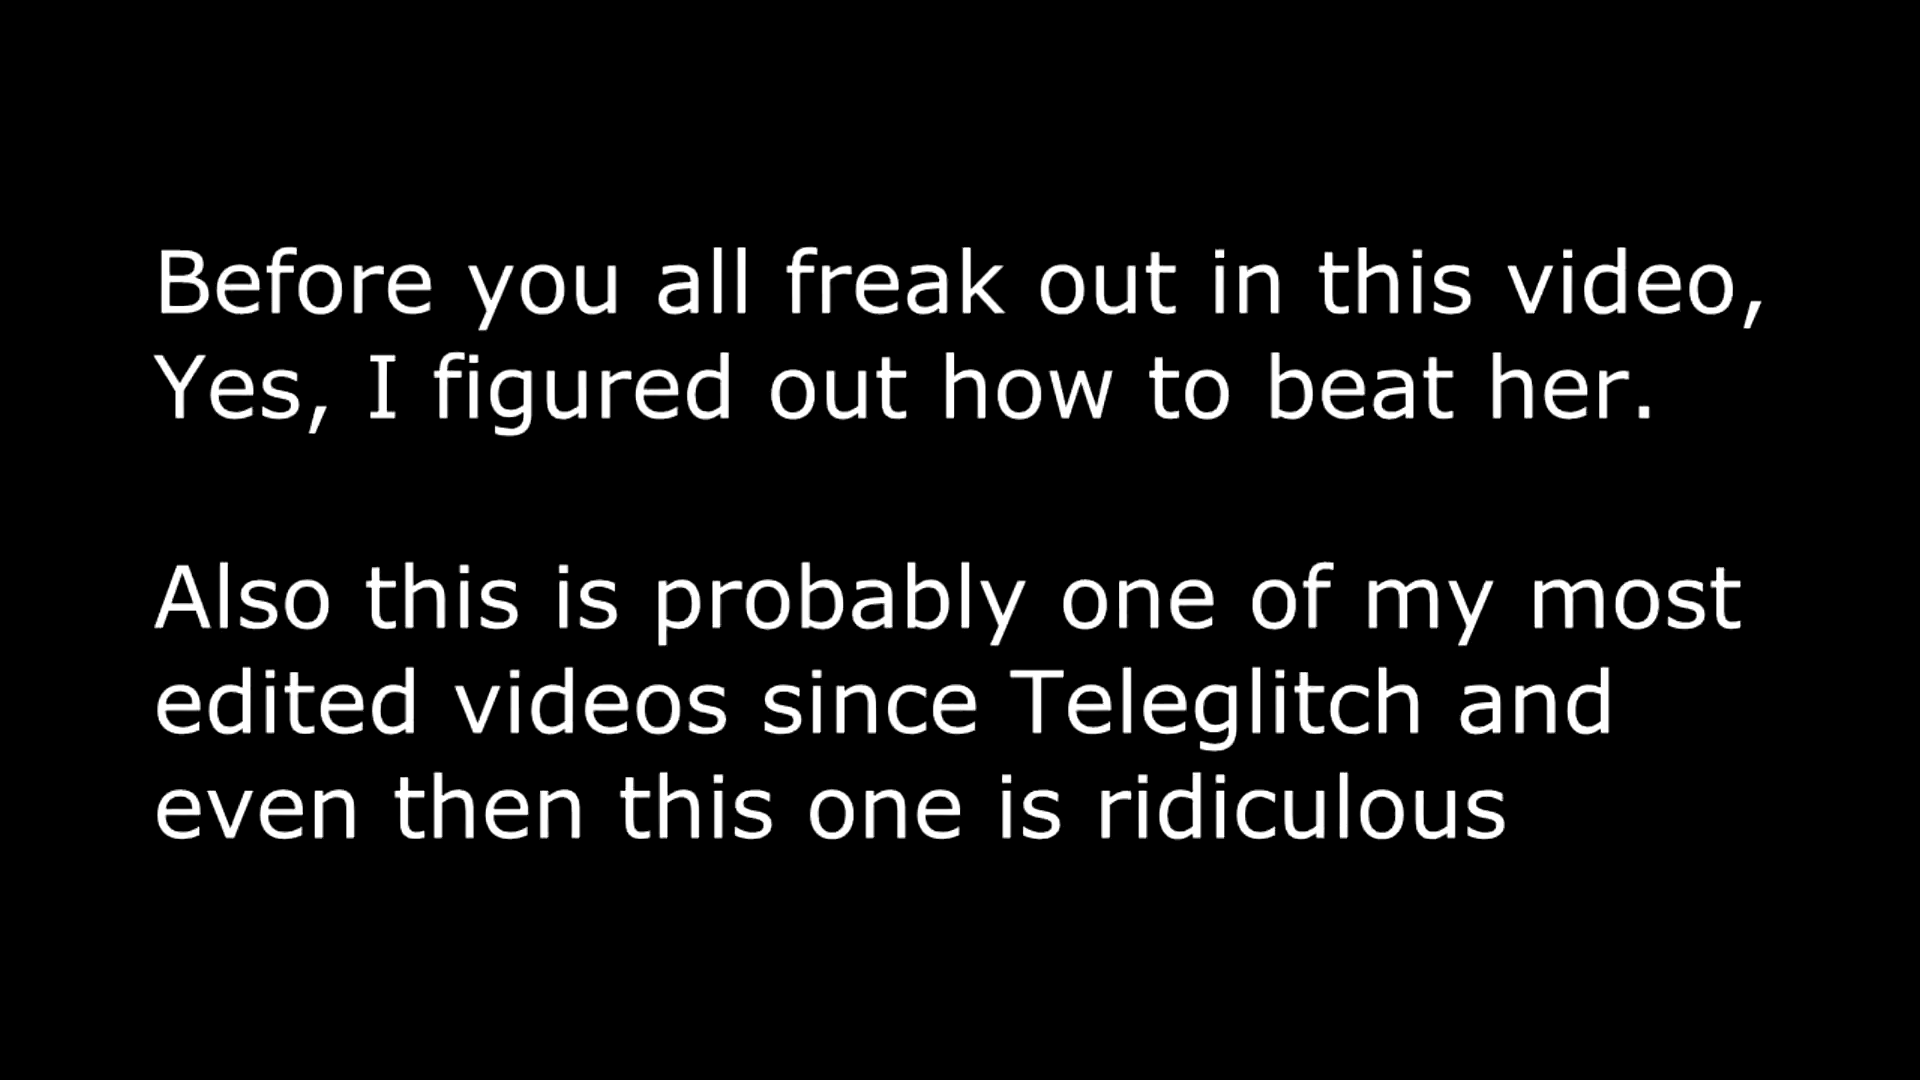 Before you all freak out in this video,
Yes, I figured out how to beat her.
Also this is probably one of my most
edited videos since Teleglitch and
even then this one is ridiculous